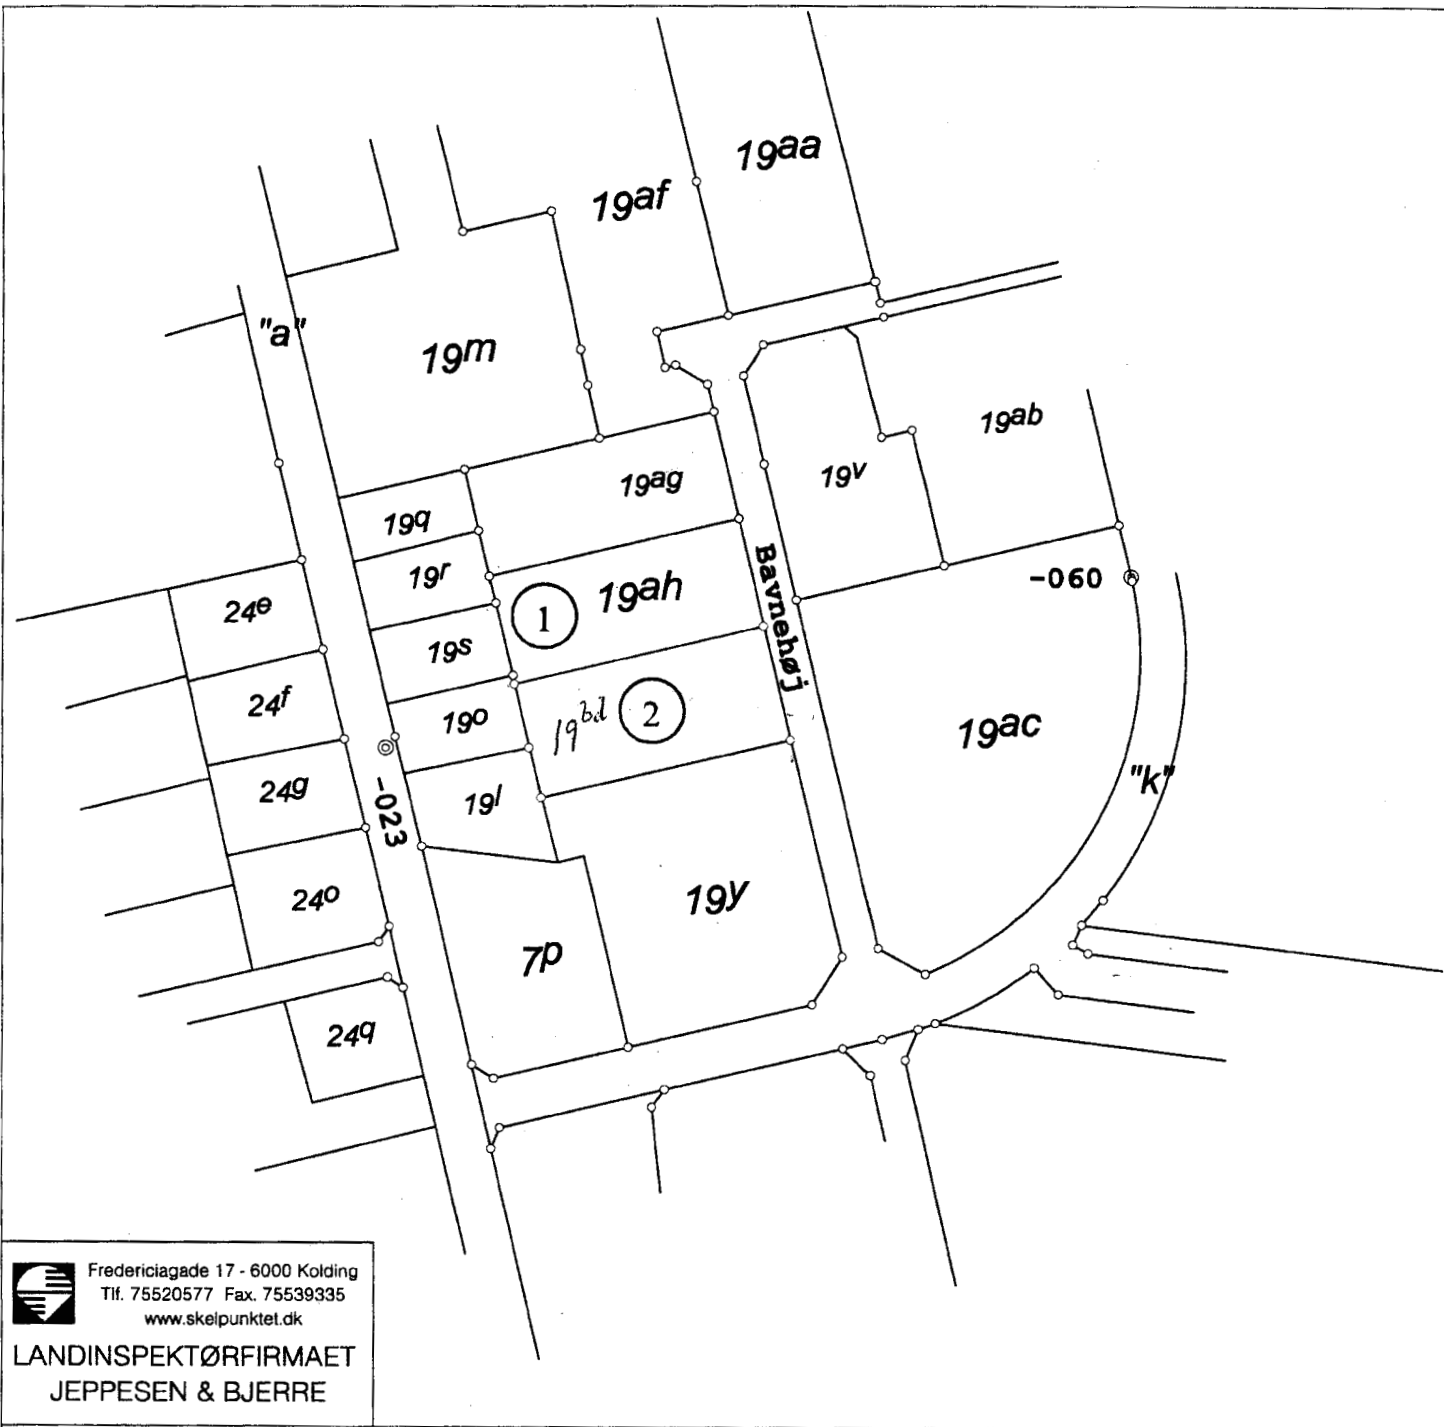 19aa
19af
"a"
19m
19ab
19v
19ag
19q
19r
19ah
1
Bavnehøj
-060
24e
19s
24f
19o
19bd
2
19ac
"k"
24g
-023
19l
24o
19y
7p
24q
Fredericiagade 17 - 6000 Kolding
Tlf. 75520577 Fax. 75539335
www.skelpunktet.dk
LANDINSPEKTØRFIRMAET
JEPPESEN & BJERRE